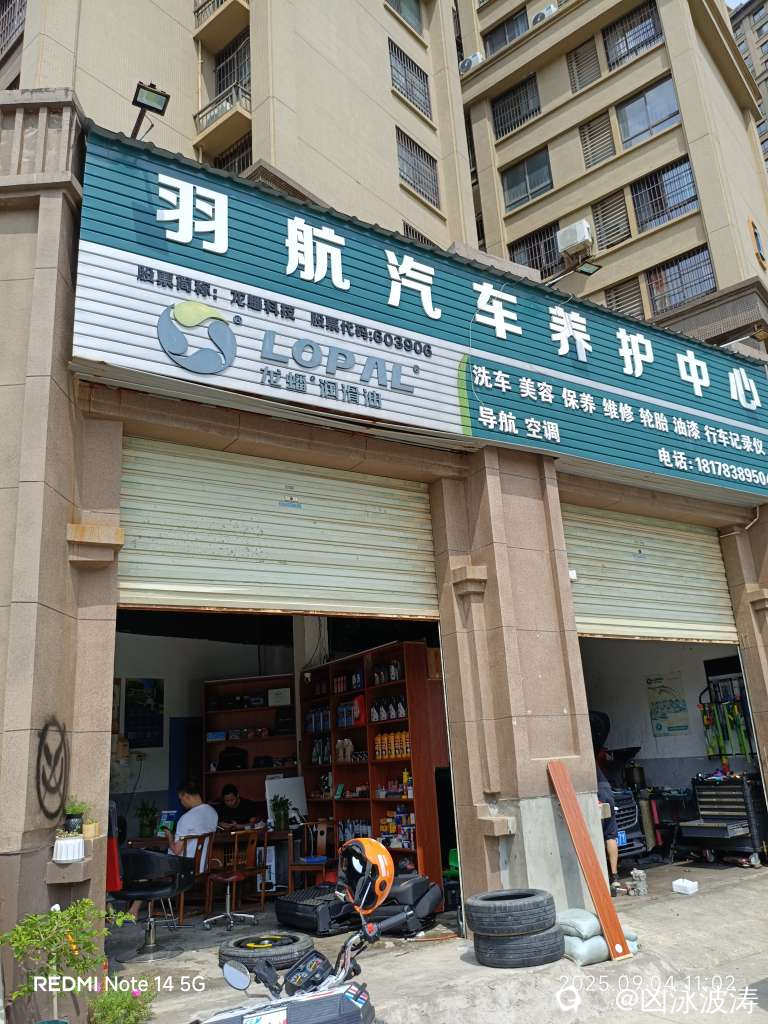 羽航汽车养护中心
股票简称：龙蟠科技 股票代码:603906
LOPAL®
龙蟠®润滑油
洗车 美容 保养 维修 轮胎 油漆 行车记录仪
导航 空调
电话:1817838950
REDMI Note 14 5G
2025.09.04 11:02
@凶冰波涛